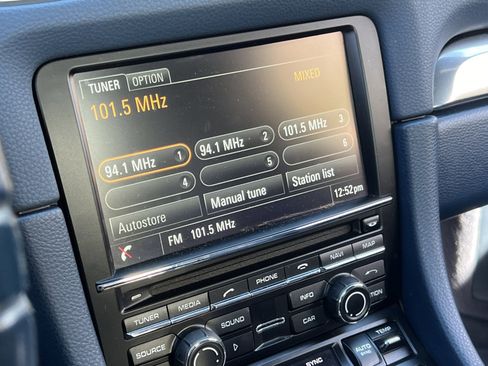 TUNER OPTION
101.5 MHz MIXED
94.1 MHz 1 94.1 MHz 2 101.5 MHz 3
4 5 6
Autostore Manual tune Station list
FM 101.5 MHz 12:52pm
TUNER MEDIA PHONE NAVI MAP
SOURCE SOUND INFO CAR OPTION
AUTO SYNC TEMP
SYNC